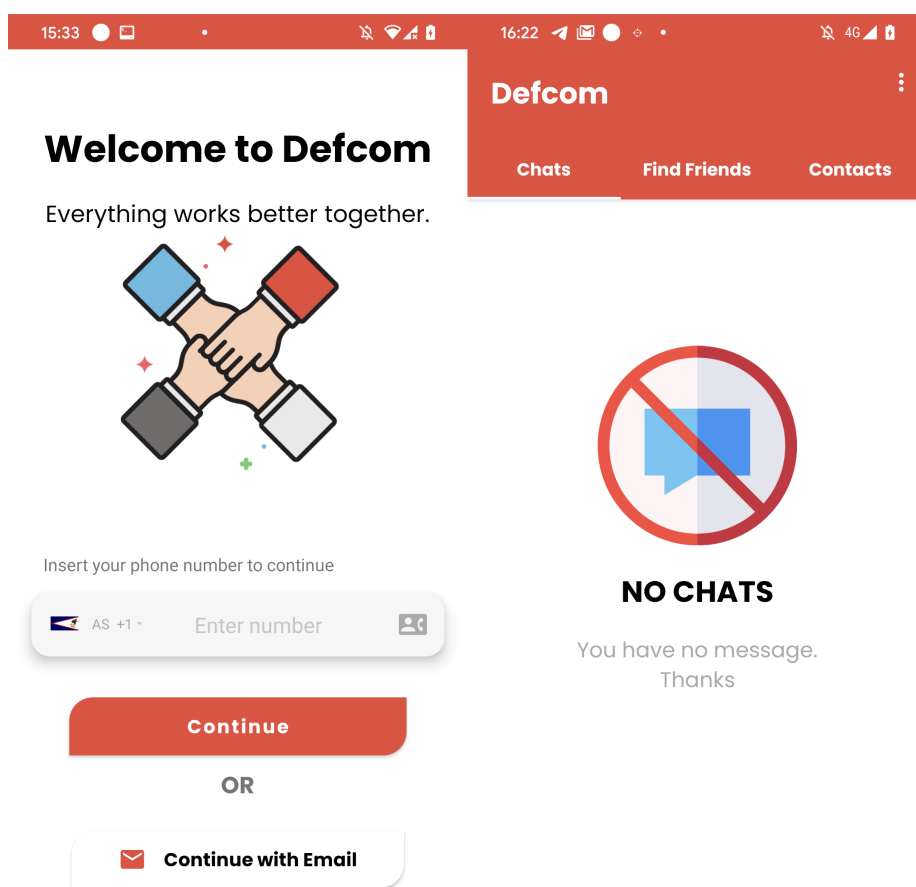 15:33
Welcome to Defcom
Everything works better together.
Insert your phone number to continue
AS +1
Enter number
Continue
OR
Continue with Email
16:22
4G
Defcom
Chats
Find Friends
Contacts
NO CHATS
You have no message.
Thanks